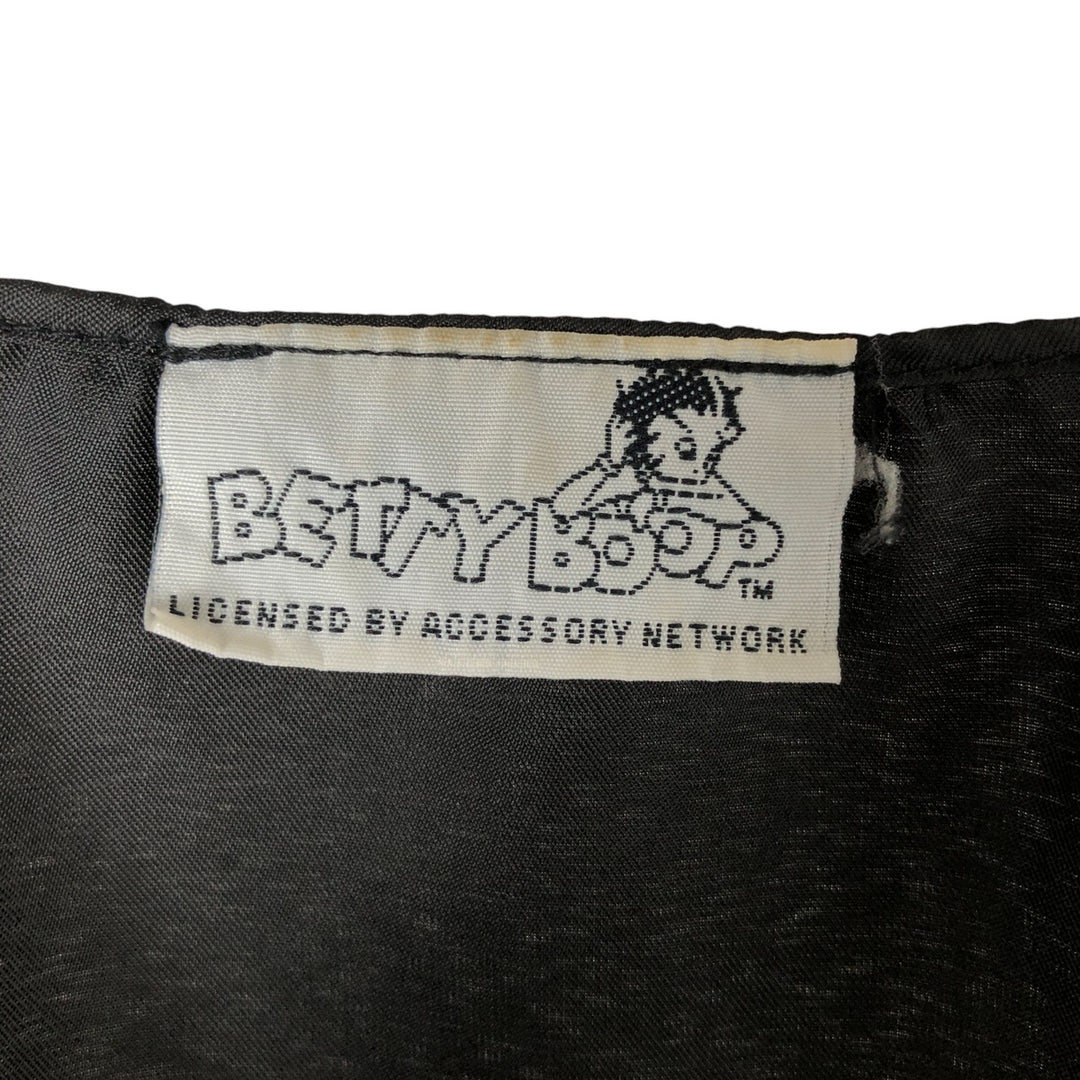 BETTY BOOP TM
LICENSED BY ACCESSORY NETWORK